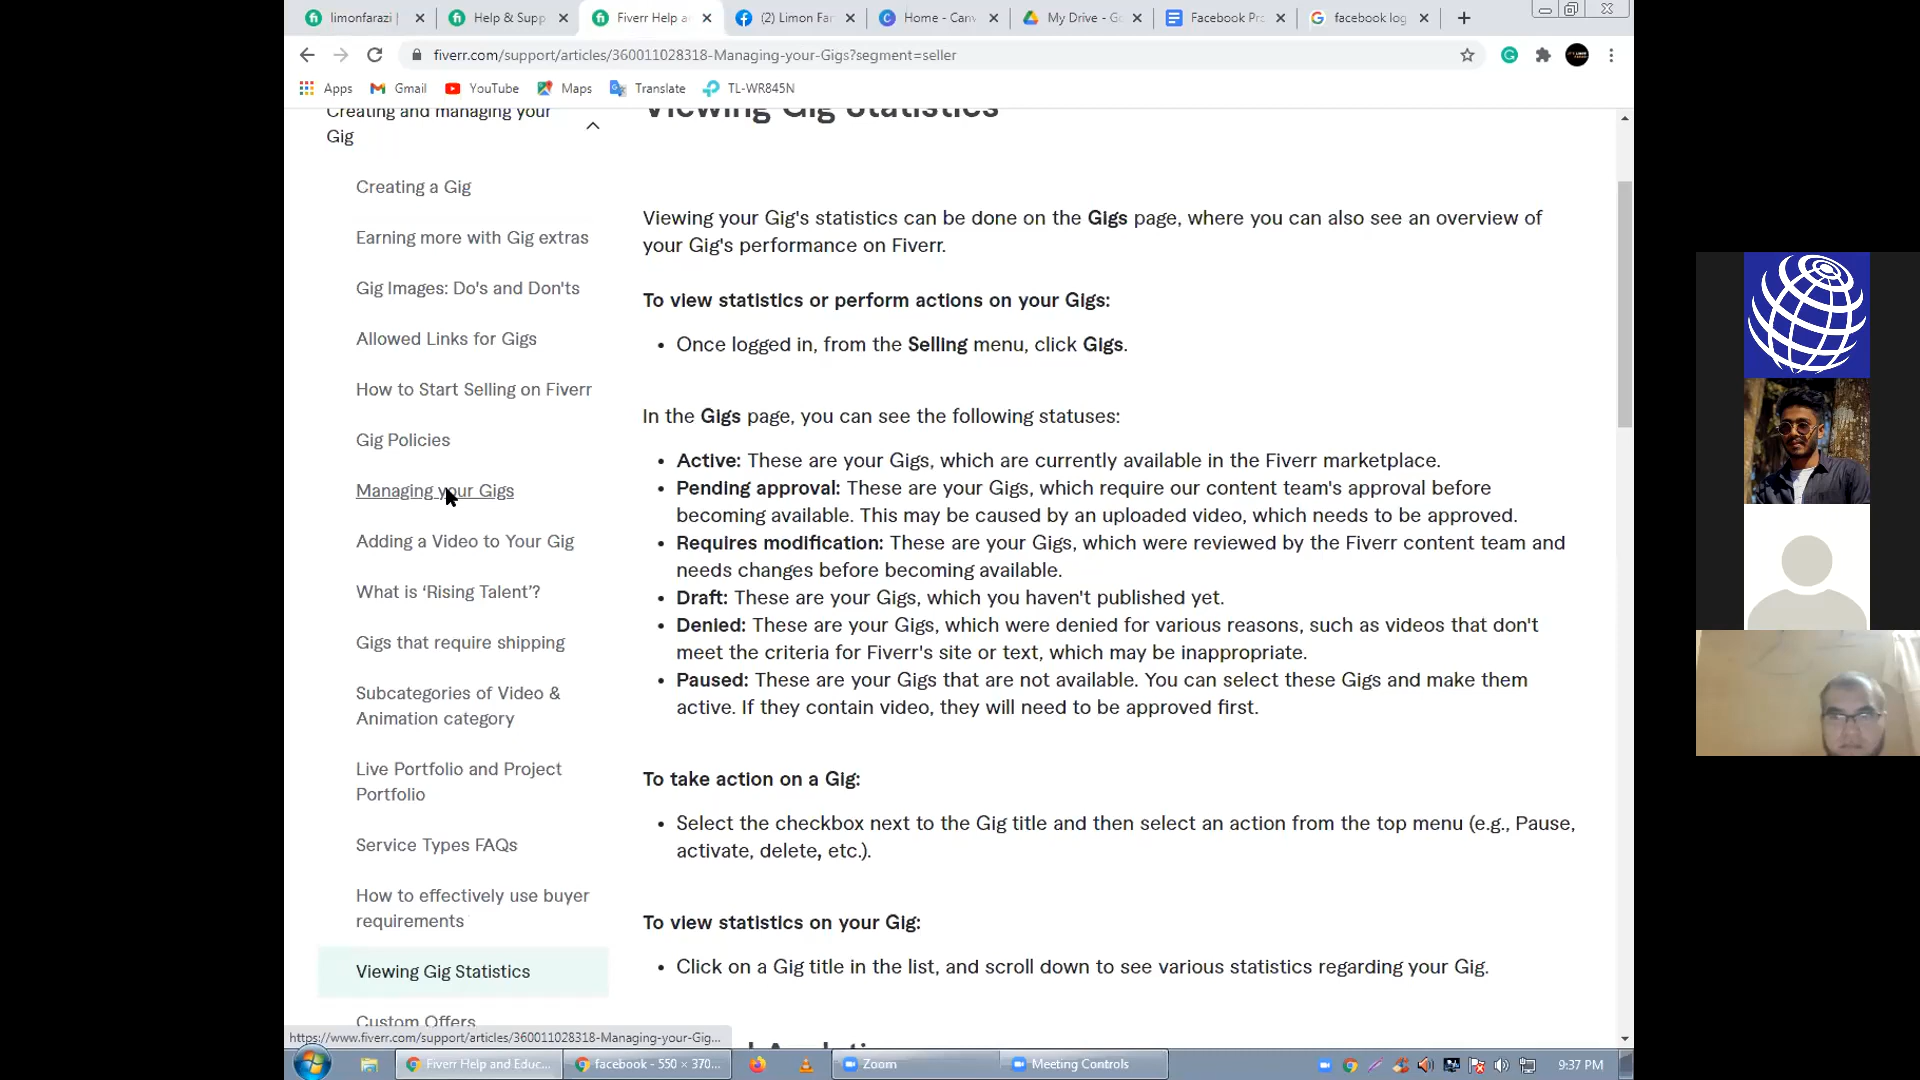 limonfarazi |
Help & Supp
Fiverr Help a
(2) Limon Far
Home - Canv
My Drive - Go
Facebook Pro
facebook log
fiverr.com/support/articles/360011028318-Managing-your-Gigs?segment=seller
Apps
Gmail
YouTube
Maps
Translate
TL-WR845N
Creating and managing your
Gig
Creating a Gig
Earning more with Gig extras
Gig Images: Do's and Don'ts
Allowed Links for Gigs
How to Start Selling on Fiverr
Gig Policies
Managing your Gigs
Adding a Video to Your Gig
What is ‘Rising Talent’?
Gigs that require shipping
Subcategories of Video &
Animation category
Live Portfolio and Project
Portfolio
Service Types FAQs
How to effectively use buyer
requirements
Viewing Gig Statistics
Custom Offers
Viewing Gig Statistics
Viewing your Gig's statistics can be done on the Gigs page, where you can also see an overview of
your Gig's performance on Fiverr.
To view statistics or perform actions on your Gigs:
• Once logged in, from the Selling menu, click Gigs.
In the Gigs page, you can see the following statuses:
• Active: These are your Gigs, which are currently available in the Fiverr marketplace.
• Pending approval: These are your Gigs, which require our content team's approval before
becoming available. This may be caused by an uploaded video, which needs to be approved.
• Requires modification: These are your Gigs, which were reviewed by the Fiverr content team and
needs changes before becoming available.
• Draft: These are your Gigs, which you haven't published yet.
• Denied: These are your Gigs, which were denied for various reasons, such as videos that don't
meet the criteria for Fiverr's site or text, which may be inappropriate.
• Paused: These are your Gigs that are not available. You can select these Gigs and make them
active. If they contain video, they will need to be approved first.
To take action on a Gig:
• Select the checkbox next to the Gig title and then select an action from the top menu (e.g., Pause,
activate, delete, etc.).
To view statistics on your Gig:
• Click on a Gig title in the list, and scroll down to see various statistics regarding your Gig.
https://www.fiverr.com/support/articles/360011028318-Managing-your-Gig...
Fiverr Help and Educ...
facebook - 550 × 370...
Zoom
Meeting Controls
9:37 PM